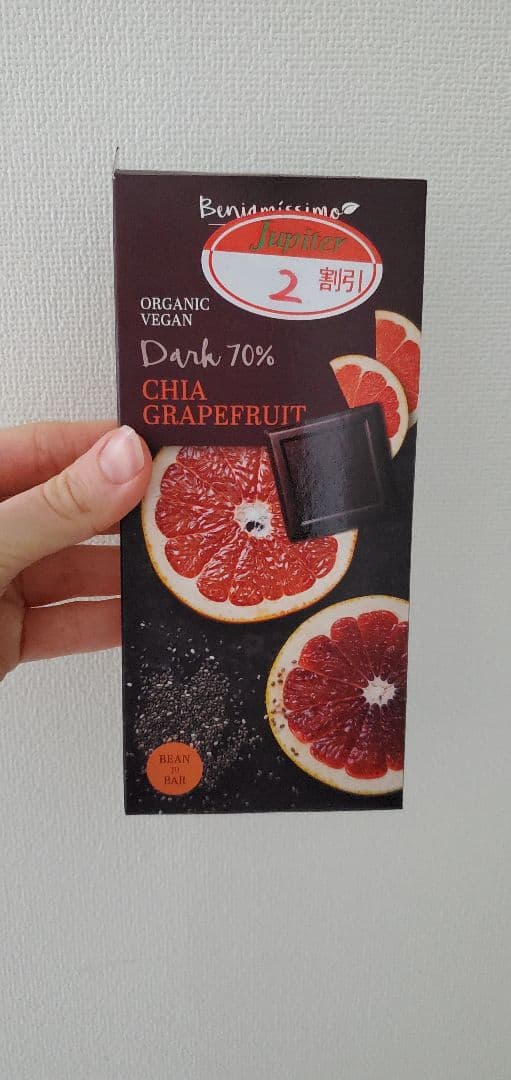 Benjamissimo
Jupiter
2 割引
ORGANIC
VEGAN
Dark 70%
CHIA
GRAPEFRUIT
BEAN
TO
BAR